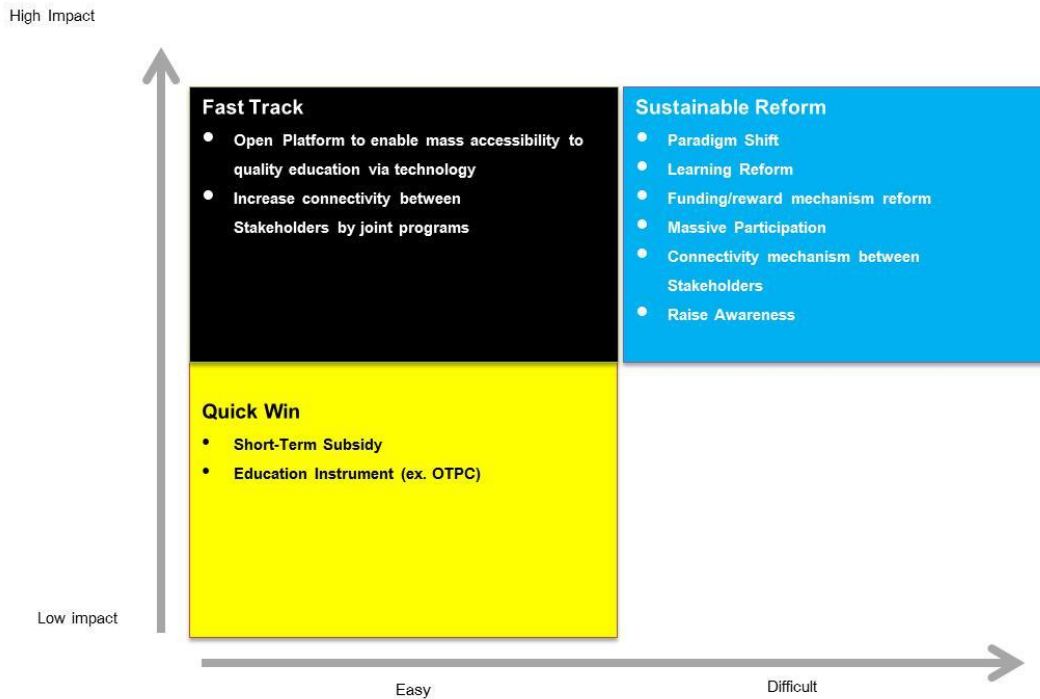 High Impact
Fast Track
● Open Platform to enable mass accessibility to
quality education via technology
● Increase connectivity between
Stakeholders by joint programs
Sustainable Reform
● Paradigm Shift
● Learning Reform
● Funding/reward mechanism reform
● Massive Participation
● Connectivity mechanism between
Stakeholders
● Raise Awareness
Quick Win
• Short-Term Subsidy
• Education Instrument (ex. OTPC)
Low impact
Easy
Difficult